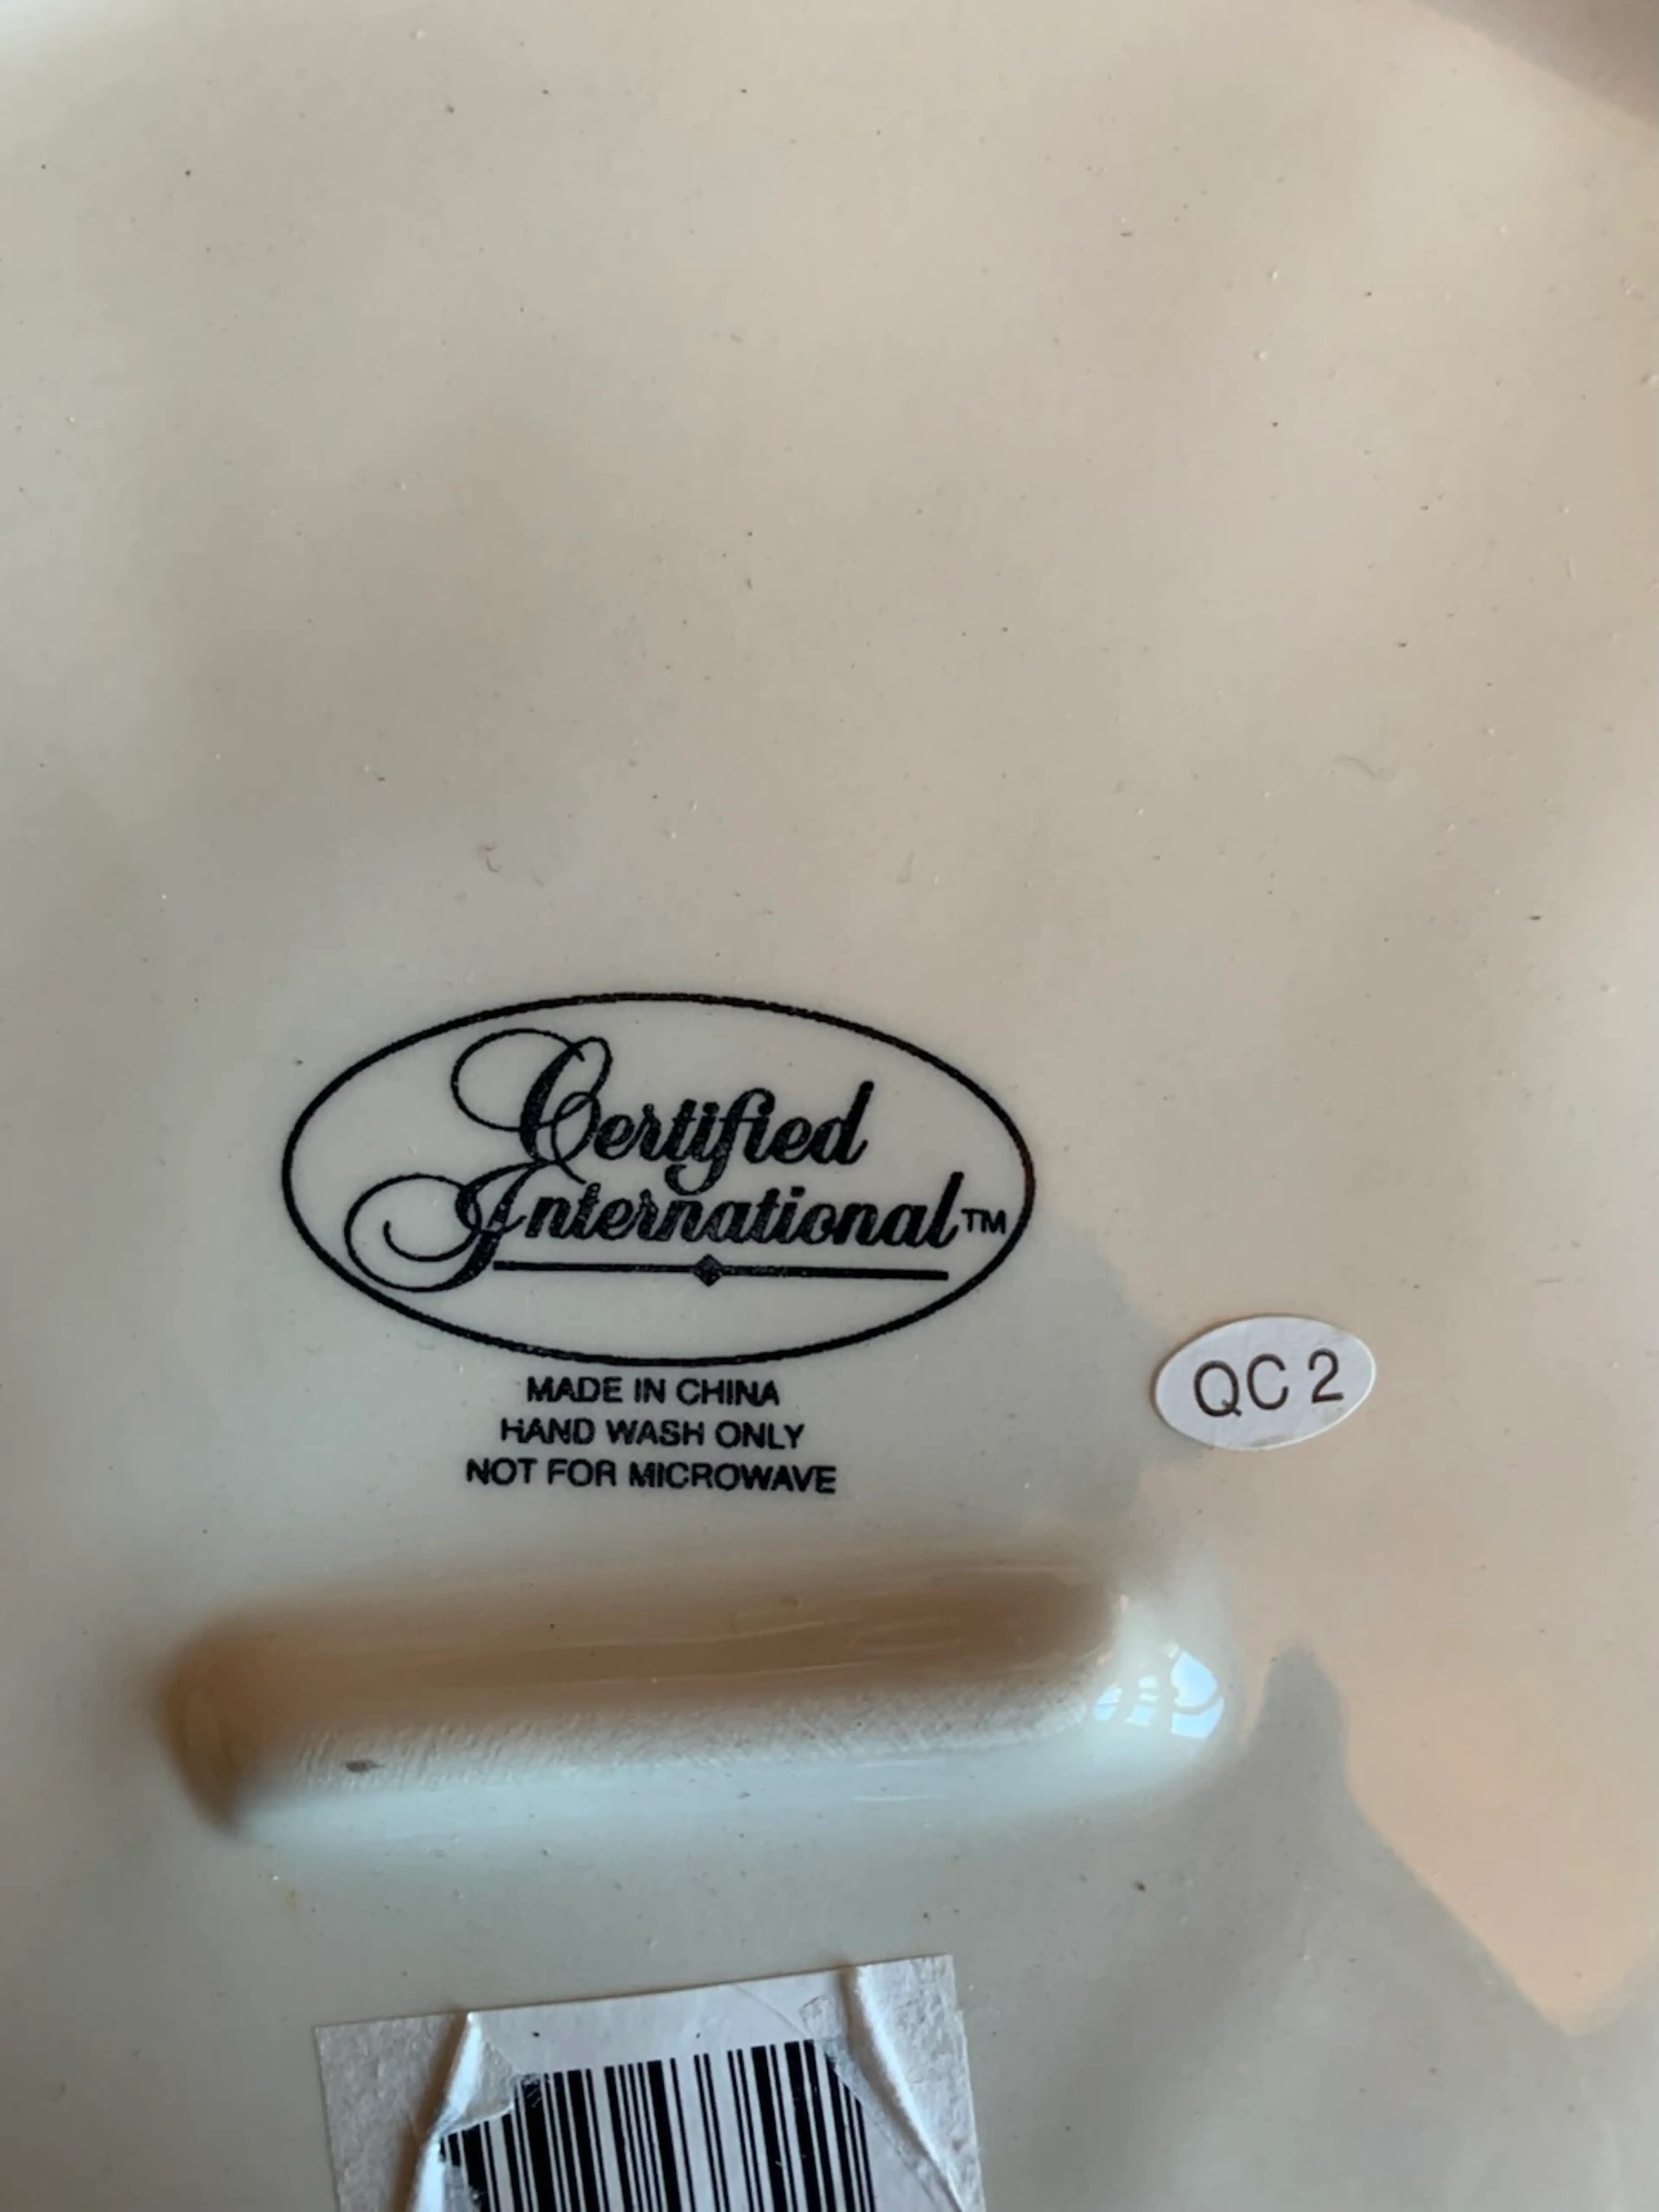 Certified
International™
MADE IN CHINA
HAND WASH ONLY
NOT FOR MICROWAVE
QC 2